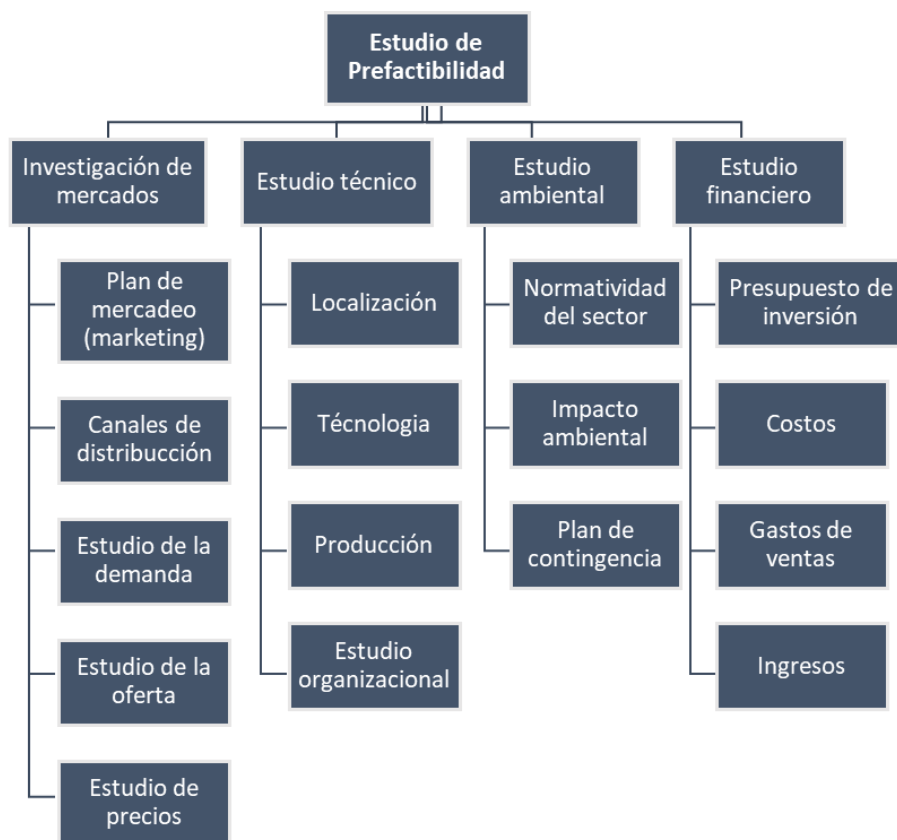 Estudio de
Prefactibilidad
Investigación de
mercados
Plan de
mercadeo
(marketing)
Canales de
distribucción
Estudio de la
demanda
Estudio de la
oferta
Estudio de
precios
Estudio técnico
Localización
Técnologia
Producción
Estudio
organizacional
Estudio
ambiental
Normatividad
del sector
Impacto
ambiental
Plan de
contingencia
Estudio
financiero
Presupuesto de
inversión
Costos
Gastos de
ventas
Ingresos